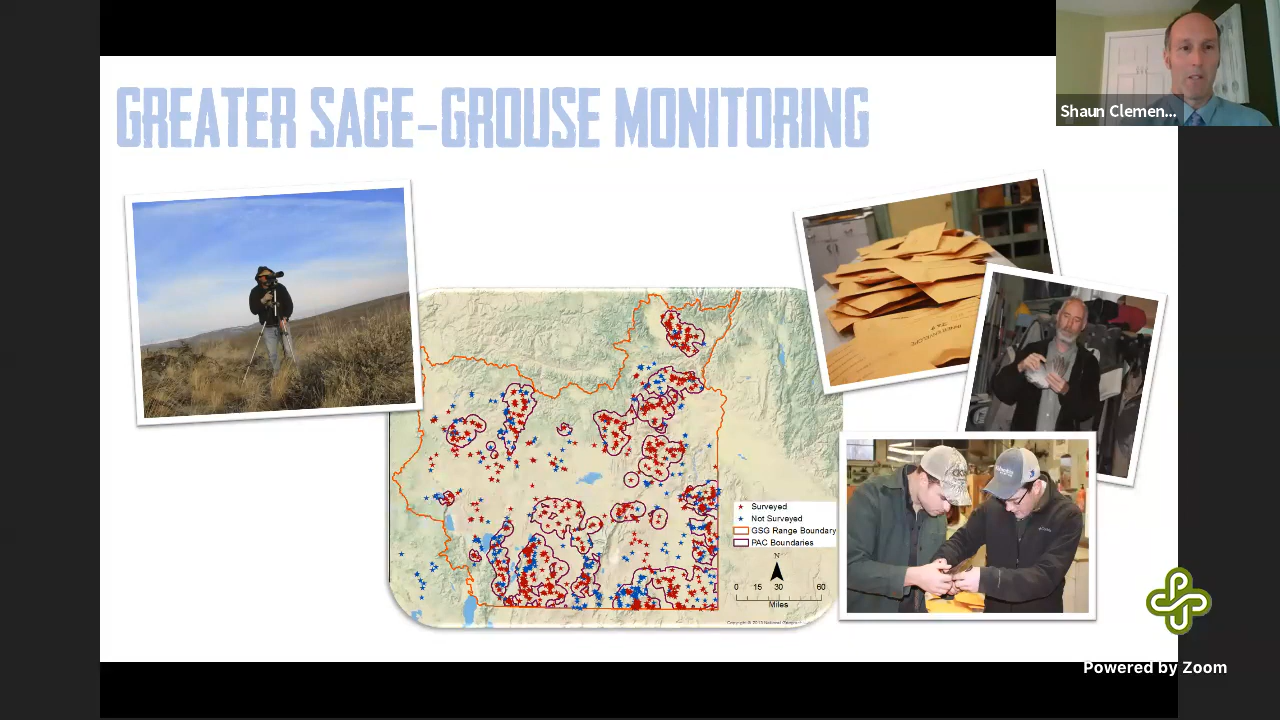 GREATER SAGE-GROUSE MONITORING
Shaun Clemen...
Surveyed
Not Surveyed
GSG Range Boundary
PAC Boundaries
N
0 15 30 60
Miles
Powered by Zoom